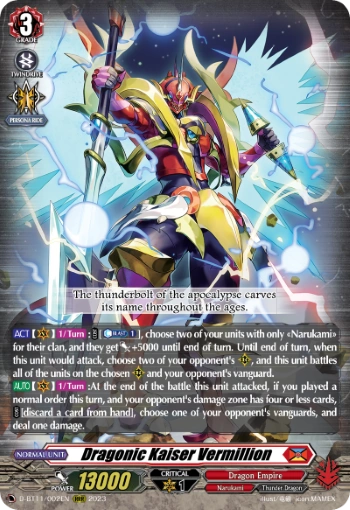 3
GRADE
TWINDRIVE
PERSONA RIDE
The thunderbolt of the apocalypse carves
its name throughout the ages.
ACT 1/Turn : 1 , choose two of your units with only «Narukami»
for their clan, and they get +5000 until end of turn. Until end of turn, when
this unit would attack, choose two of your opponent's , and this unit battles
all of the units on the chosen and your opponent's vanguard.
AUTO 1/Turn :At the end of the battle this unit attacked, if you played a
normal order this turn, and your opponent's damage zone has four or less cards,
[discard a card from hand], choose one of your opponent's vanguards, and
deal one damage.
NORMAL UNIT Dragonic Kaiser Vermillion
POWER 13000 CRITICAL 1 Dragon Empire
Narukami Thunder Dragon
RRR 2023